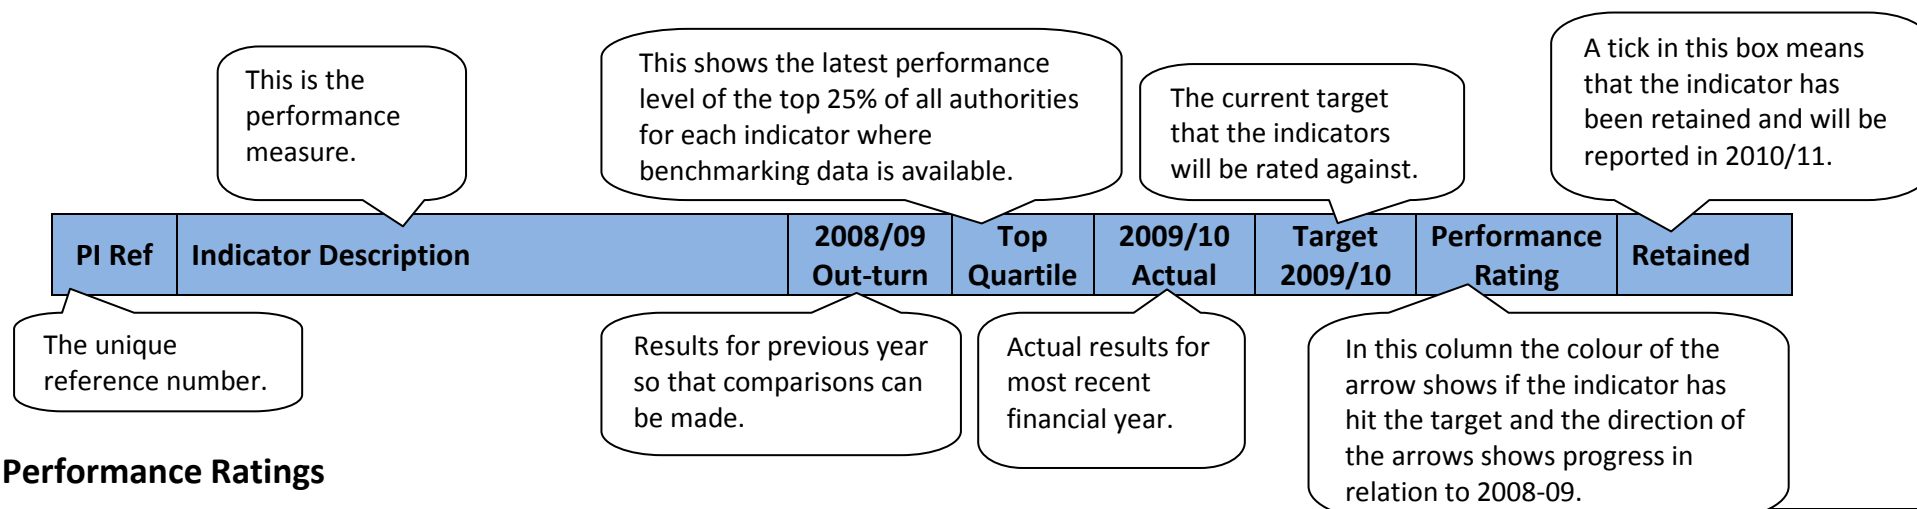 This is the
performance
measure.
This shows the latest performance
level of the top 25% of all authorities
for each indicator where
benchmarking data is available.
The current target
that the indicators
will be rated against.
A tick in this box means
that the indicator has
been retained and will be
reported in 2010/11.
PI Ref
Indicator Description
2008/09
Out-turn
Top
Quartile
2009/10
Actual
Target
2009/10
Performance
Rating
Retained
The unique
reference number.
Results for previous year
so that comparisons can
be made.
Actual results for
most recent
financial year.
In this column the colour of the
arrow shows if the indicator has
hit the target and the direction of
the arrows shows progress in
relation to 2008-09.
Performance Ratings